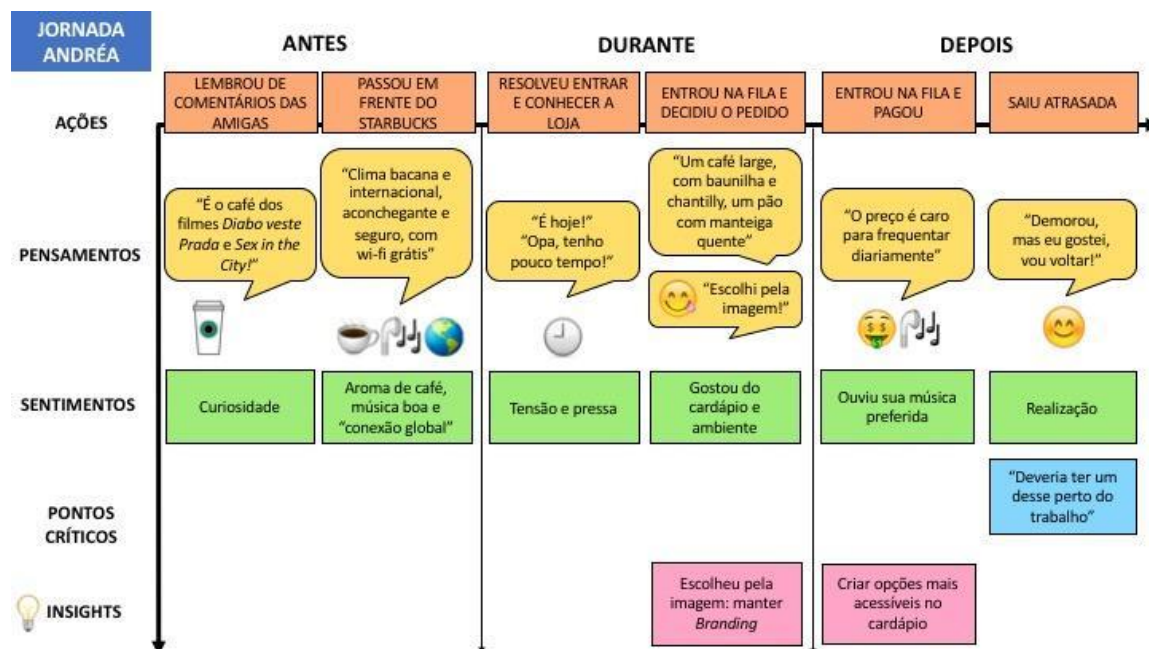 JORNADA
ANDRÉA
ANTES
DURANTE
DEPOIS
AÇÕES
LEMBROU DE
COMENTÁRIOS DAS
AMIGAS
PASSOU EM
FRENTE DO
STARBUCKS
RESOLVEU ENTRAR
E CONHECER A
LOJA
ENTROU NA FILA E
DECIDIU O PEDIDO
ENTROU NA FILA E
PAGOU
SAIU ATRASADA
PENSAMENTOS
“É o café dos
filmes Diabo veste
Prada e Sex in the
City!”
“Clima bacana e
internacional,
aconchegante e
seguro, com
wi-fi grátis”
“É hoje!”
“Opa, tenho
pouco tempo!”
“Um café large,
com baunilha e
chantilly, um pão
com manteiga
quente”
“Escolhi pela
imagem!”
“O preço é caro
para frequentar
diariamente”
“Demorou,
mas eu gostei,
vou voltar!”
SENTIMENTOS
Curiosidade
Aroma de café,
música boa e
“conexão global”
Tensão e pressa
Gostou do
cardápio e
ambiente
Ouviu sua música
preferida
Realização
PONTOS
CRÍTICOS
“Deveria ter um
desse perto do
trabalho”
INSIGHTS
Escolheu pela
imagem: manter
Branding
Criar opções mais
acessíveis no
cardápio